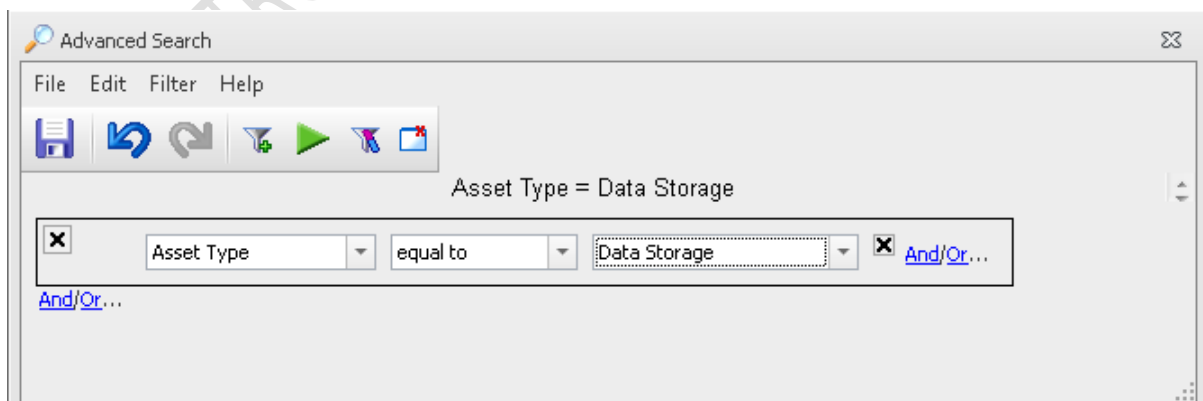 Advanced Search
File Edit Filter Help
Asset Type = Data Storage
Asset Type equal to Data Storage And/Or...
And/Or...